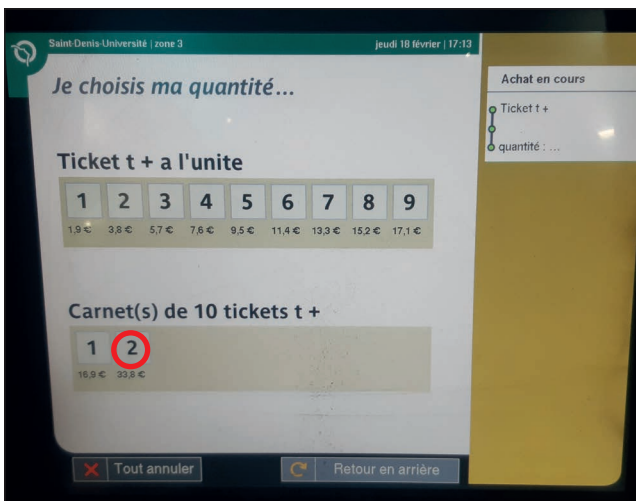 Saint-Denis-Université | zone 3
jeudi 18 février | 17:13
Je choisis ma quantité...
Achat en cours
Ticket t +
quantité : ...
Ticket t + a l'unite
1 2 3 4 5 6 7 8 9
1,9 € 3,8 € 5,7 € 7,6 € 9,5 € 11,4 € 13,3 € 15,2 € 17,1 €
Carnet(s) de 10 tickets t +
1 2
16,9 € 33,8 €
Tout annuler
Retour en arrière